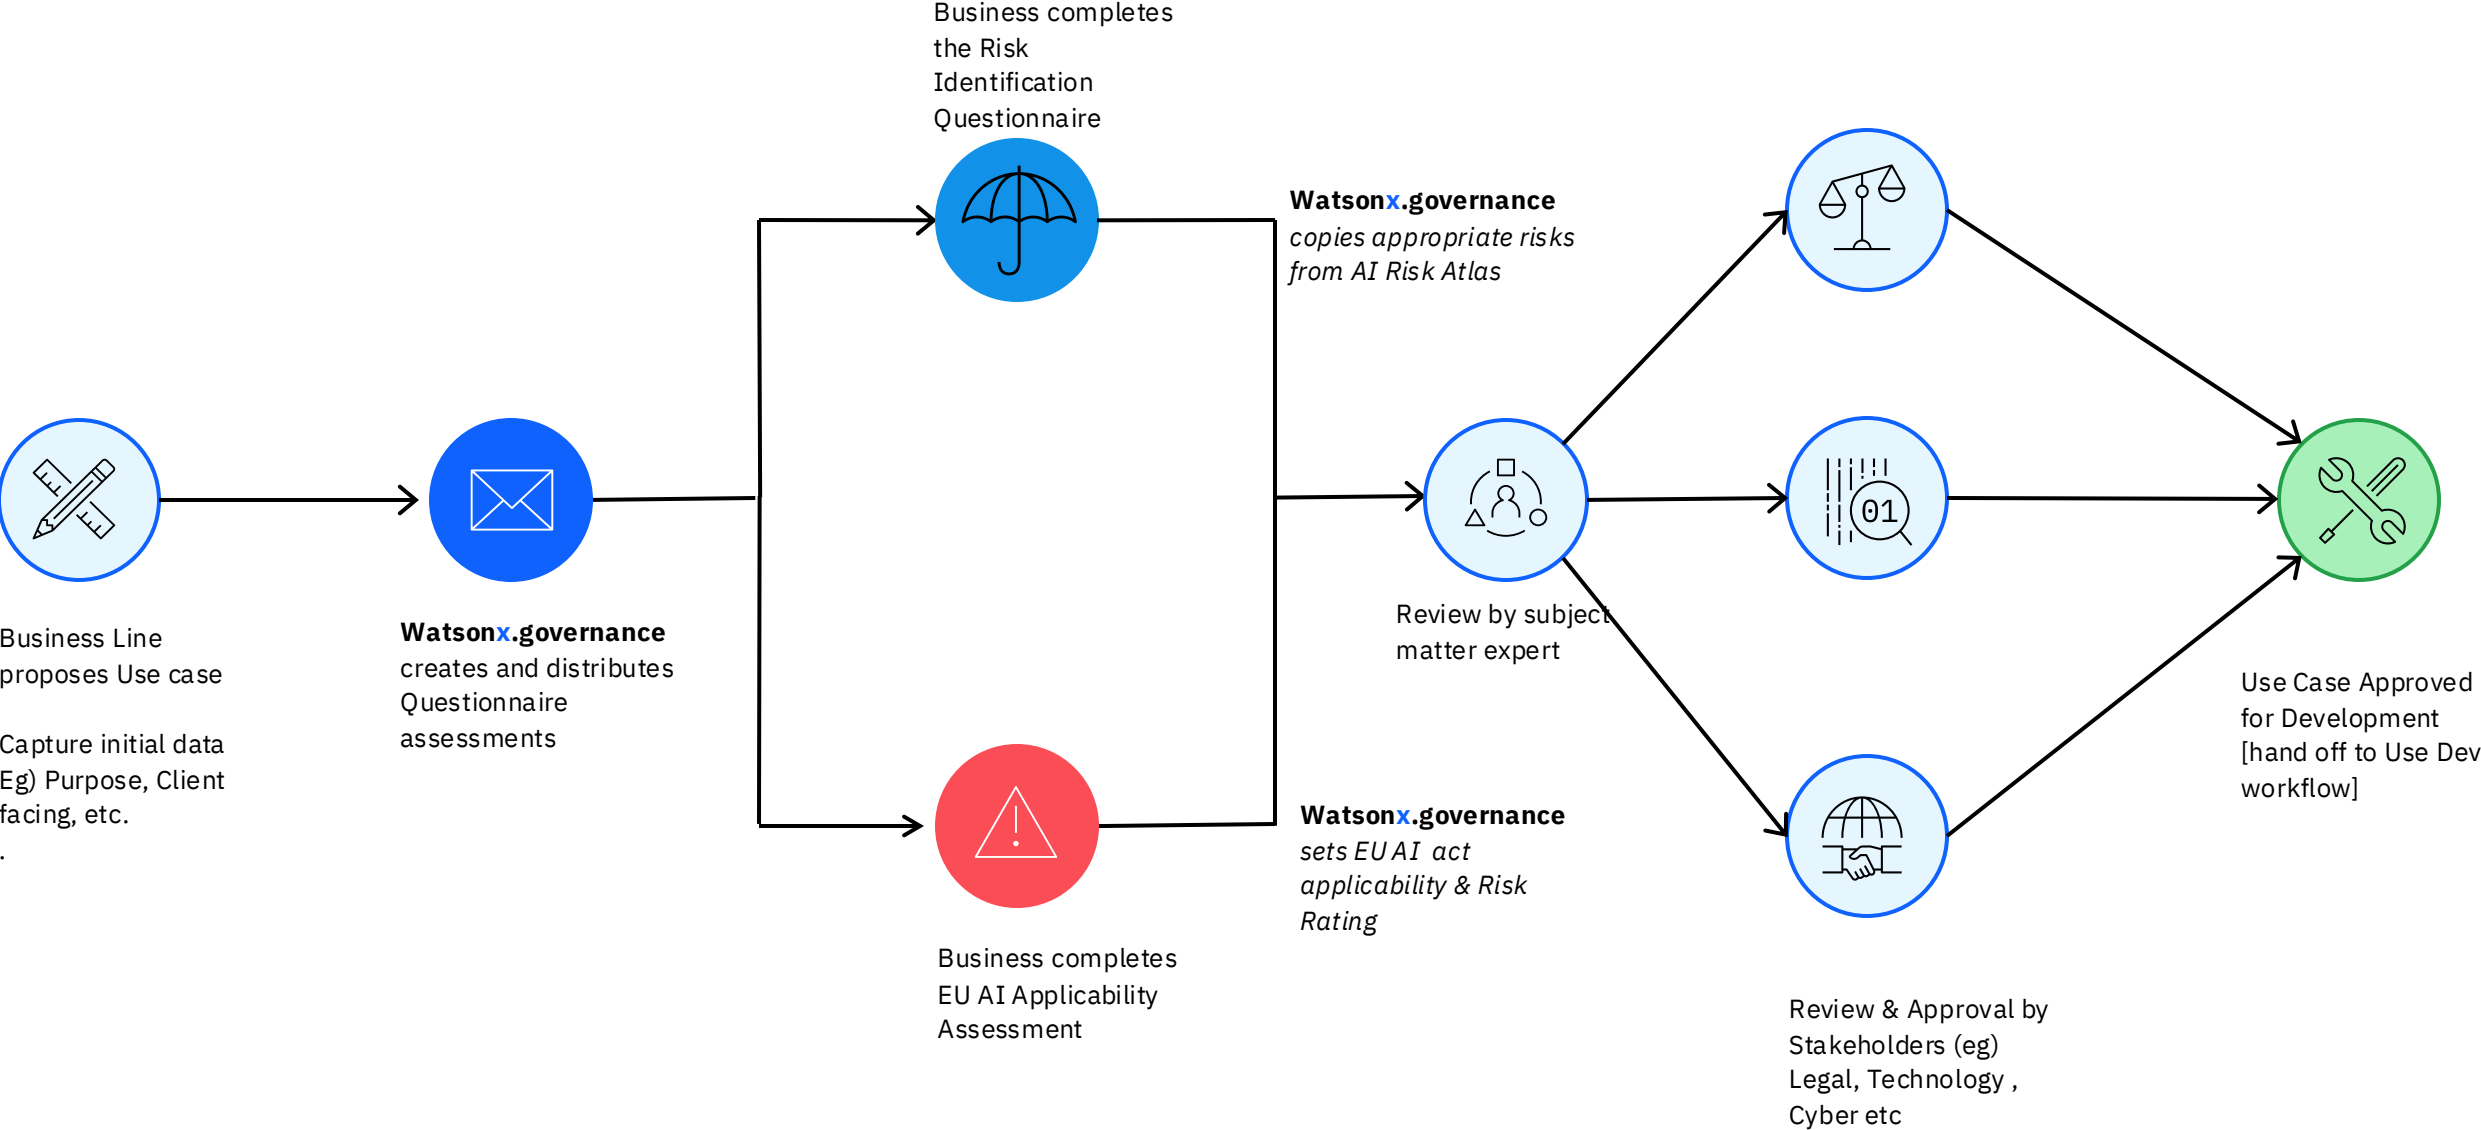 Business completes
the Risk
Identification
Questionnaire
Watsonx.governance
copies appropriate risks
from AI Risk Atlas
01
Business Line
proposes Use case
Capture initial data
Eg) Purpose, Client
facing, etc.
.
Watsonx.governance
creates and distributes
Questionnaire
assessments
Review by subject
matter expert
Use Case Approved
for Development
[hand off to Use Dev
workflow]
Watsonx.governance
sets EU AI act
applicability & Risk
Rating
Business completes
EU AI Applicability
Assessment
Review & Approval by
Stakeholders (eg)
Legal, Technology ,
Cyber etc